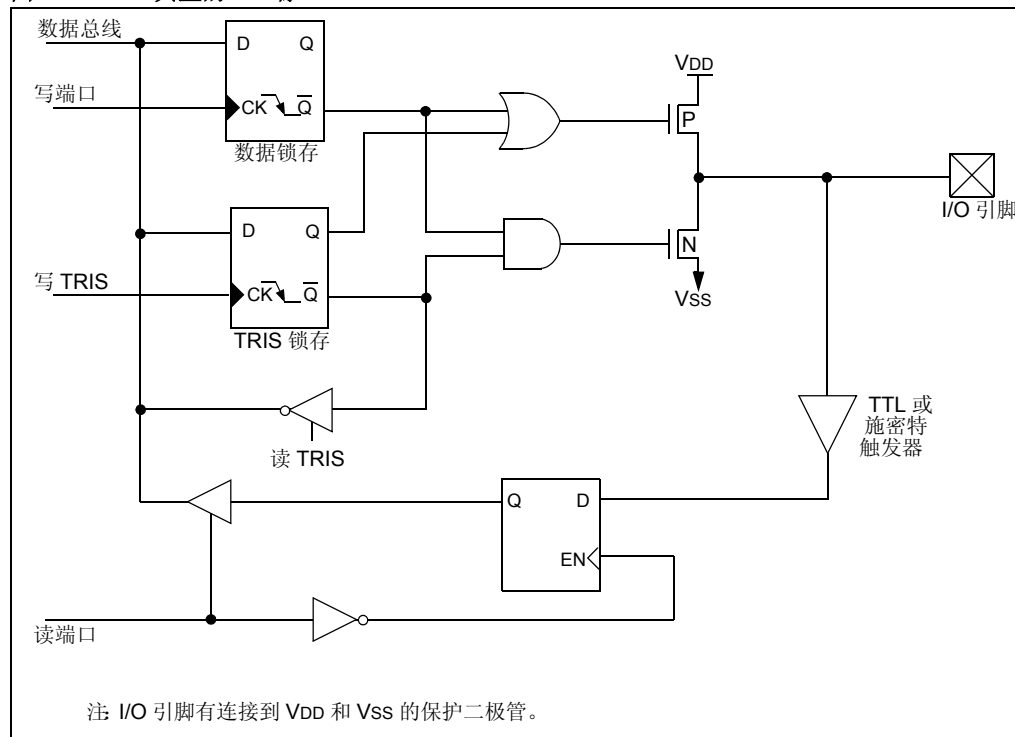 数据总线
D Q
VDD
写端口
CK Q
P
数据锁存
I/O 引脚
D Q
N
写 TRIS
CK Q
VSS
TRIS 锁存
TTL 或
施密特
触发器
读 TRIS
Q D
EN
读端口
注: I/O 引脚有连接到 VDD 和 VSS 的保护二极管。